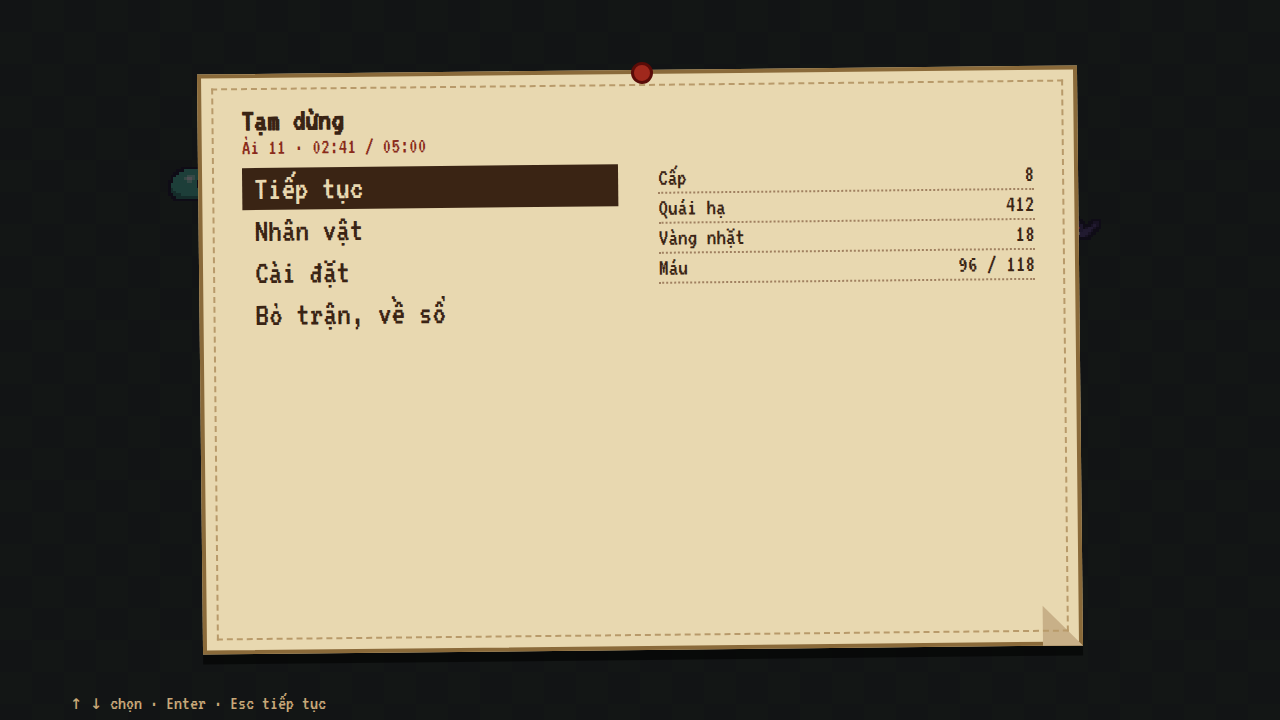 Tạm dừng
Ải 11 · 02:41 / 05:00
Tiếp tục
Nhân vật
Cài đặt
Bỏ trận, về sổ
Cấp 8
Quái hạ 412
Vàng nhặt 18
Máu 96 / 118
↑ ↓ chọn · Enter · Esc tiếp tục